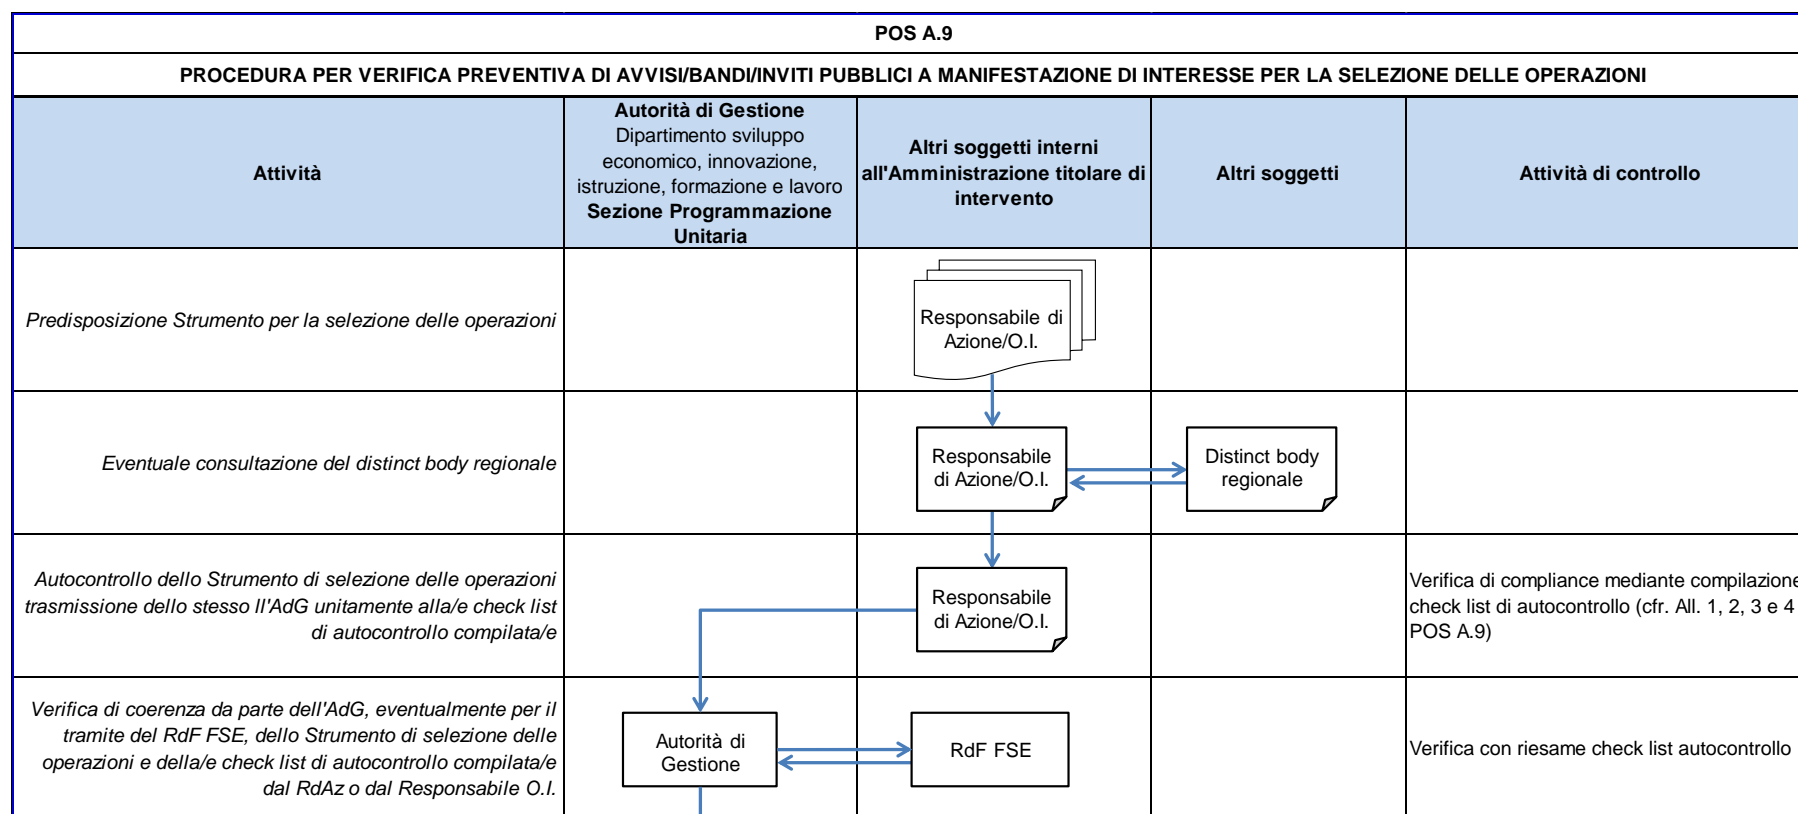 POS A.9
PROCEDURA PER VERIFICA PREVENTIVA DI AVVISI/BANDI/INVITI PUBBLICI A MANIFESTAZIONE DI INTERESSE PER LA SELEZIONE DELLE OPERAZIONI
Attività
Autorità di Gestione
Dipartimento sviluppo
economico, innovazione,
istruzione, formazione e lavoro
Sezione Programmazione
Unitaria
Altri soggetti interni
all'Amministrazione titolare di
intervento
Altri soggetti
Attività di controllo
Predisposizione Strumento per la selezione delle operazioni
Responsabile di
Azione/O.I.
Eventuale consultazione del distinct body regionale
Responsabile
di Azione/O.I.
Distinct body
regionale
Autocontrollo dello Strumento di selezione delle operazioni
trasmissione dello stesso ll'AdG unitamente alla/e check list
di autocontrollo compilata/e
Responsabile
di Azione/O.I.
Verifica di compliance mediante compilazione
check list di autocontrollo (cfr. All. 1, 2, 3 e 4
POS A.9)
Verifica di coerenza da parte dell'AdG, eventualmente per il
tramite del RdF FSE, dello Strumento di selezione delle
operazioni e della/e check list di autocontrollo compilata/e
dal RdAz o dal Responsabile O.I.
Autorità di
Gestione
RdF FSE
Verifica con riesame check list autocontrollo